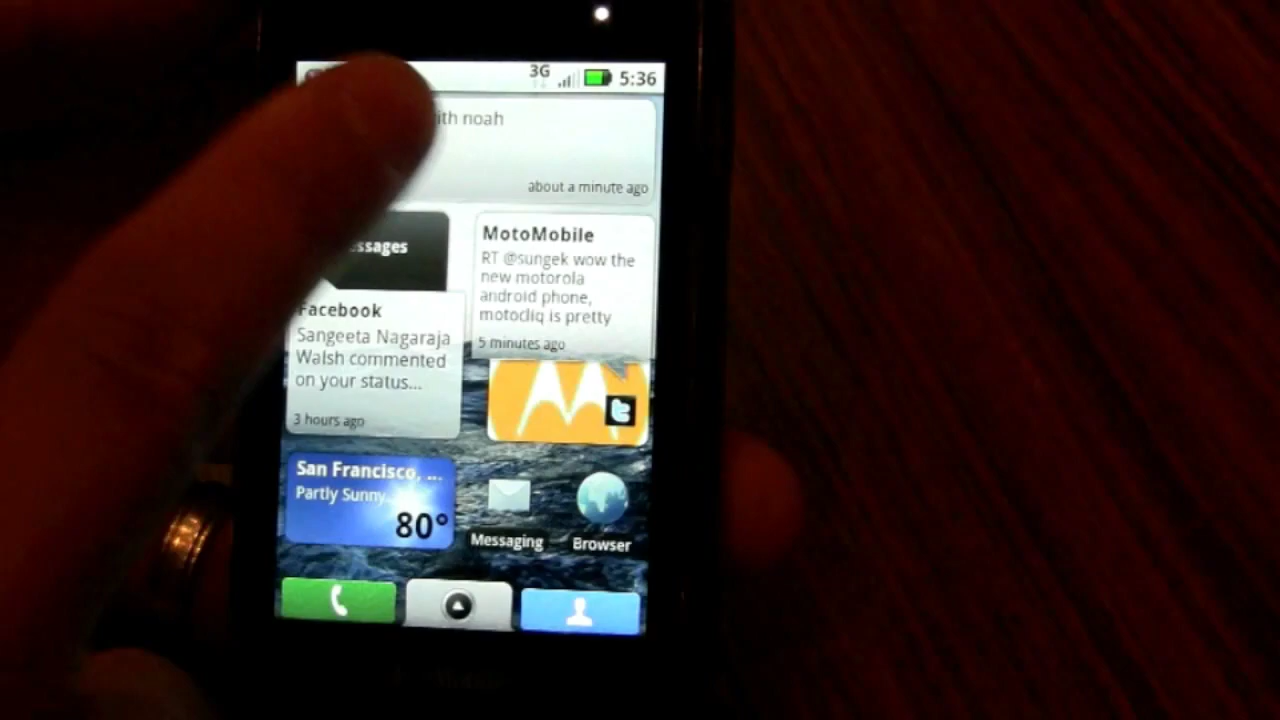 3G 5:36
ith noah
about a minute ago
essages
MotoMobile
RT @sungek wow the
new motorola
android phone,
motocliq is pretty
5 minutes ago
Facebook
Sangeeta Nagaraja
Walsh commented
on your status...
3 hours ago
San Francisco, ...
Partly Sunny
80°
Messaging
Browser